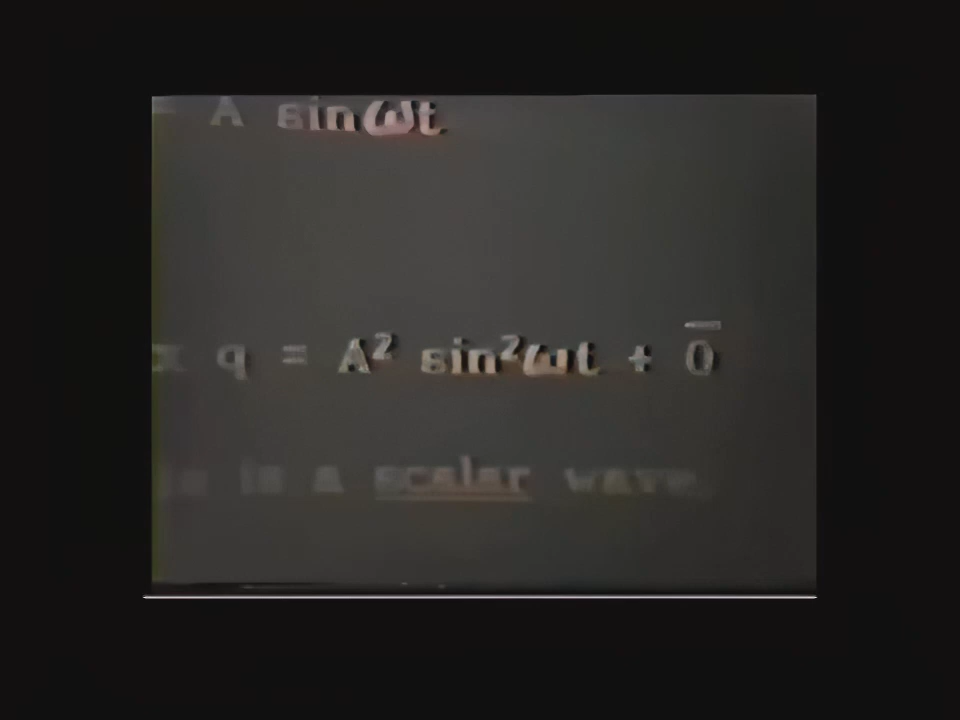 = A sinωt
x q = A² sin²ωt + 0̅
is a scalar wave.